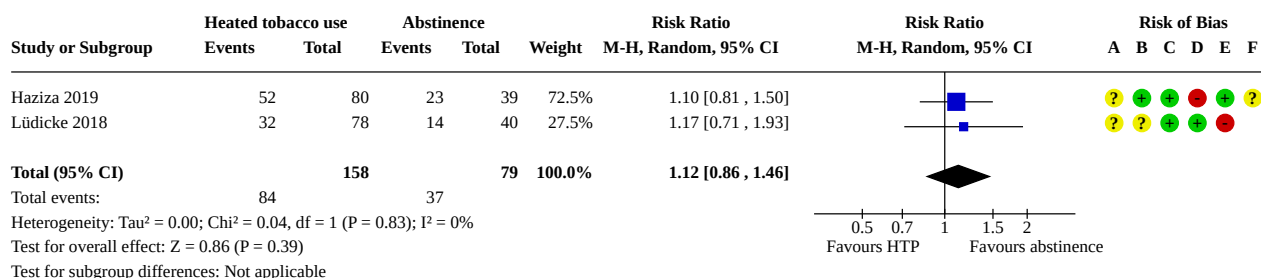 Heated tobacco use Abstinence Risk Ratio Risk Ratio Risk of Bias
Study or Subgroup Events Total Events Total Weight M-H, Random, 95% CI M-H, Random, 95% CI A B C D E F
Haziza 2019 52 80 23 39 72.5% 1.10 [0.81 , 1.50] ? + + - + ?
Lüdicke 2018 32 78 14 40 27.5% 1.17 [0.71 , 1.93] ? ? + + -
Total (95% CI) 158 79 100.0% 1.12 [0.86 , 1.46]
Total events: 84 37
Heterogeneity: Tau² = 0.00; Chi² = 0.04, df = 1 (P = 0.83); I² = 0%
0.5 0.7 1 1.5 2
Test for overall effect: Z = 0.86 (P = 0.39)
Favours HTP Favours abstinence
Test for subgroup differences: Not applicable